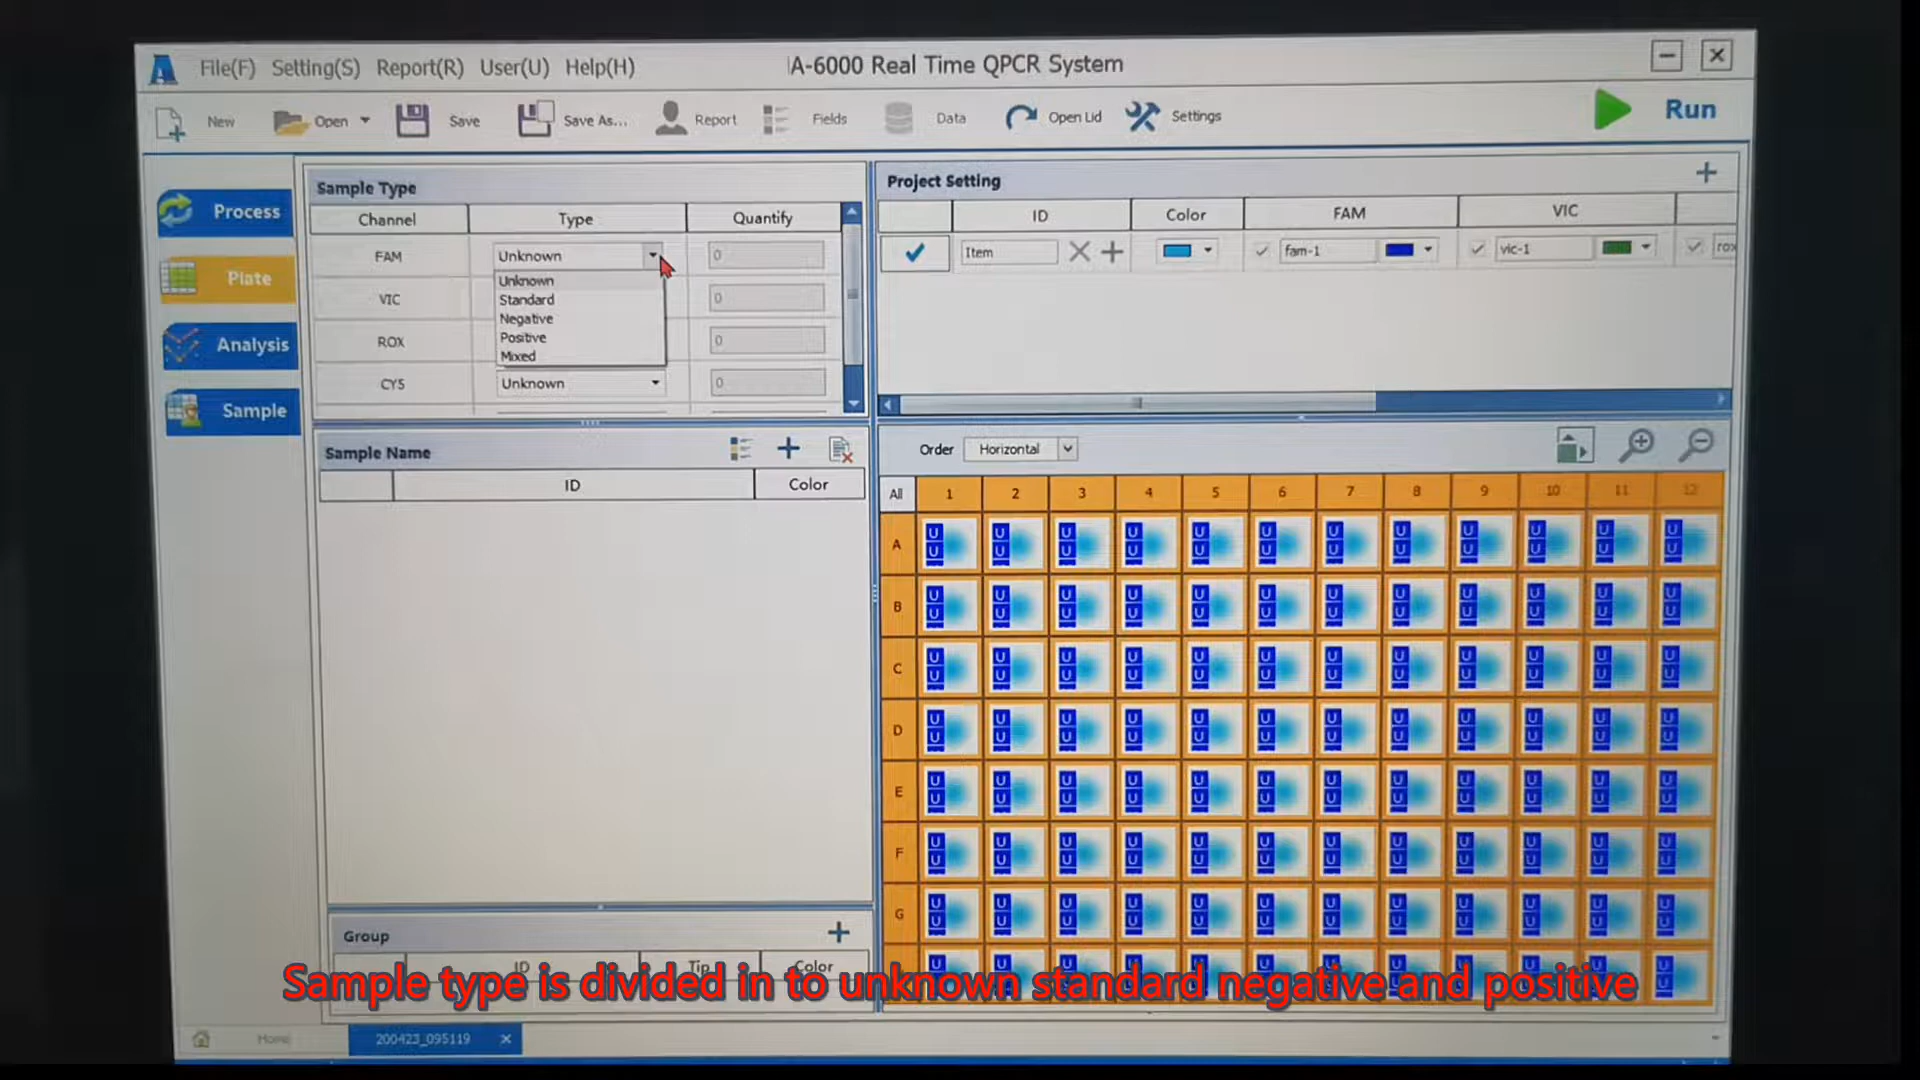 File(F) Setting(S) Report(R) User(U) Help(H)
A-6000 Real Time QPCR System
New Open Save Save As... Report Fields Data Open Lid Settings Run
Process
Plate
Analysis
Sample
Sample Type
Channel Type Quantify
FAM Unknown 0
Unknown
Standard
Negative
Positive
Mixed
VIC 0
ROX 0
CY5 Unknown 0
Project Setting
ID Color FAM VIC
Item fam-1 vic-1 rox
Sample Name
ID Color
Order Horizontal
All 1 2 3 4 5 6 7 8 9 10 11 12
A U U U U U U U U U U U U
U U U U U U U U U U U U
B U U U U U U U U U U U U
U U U U U U U U U U U U
C U U U U U U U U U U U U
U U U U U U U U U U U U
D U U U U U U U U U U U U
U U U U U U U U U U U U
E U U U U U U U U U U U U
U U U U U U U U U U U U
F U U U U U U U U U U U U
U U U U U U U U U U U U
G U U U U U U U U U U U U
U U U U U U U U U U U U
Group
ID Tip Color
Sample type is divided in to unknown standard negative and positive
Home 200423_095119